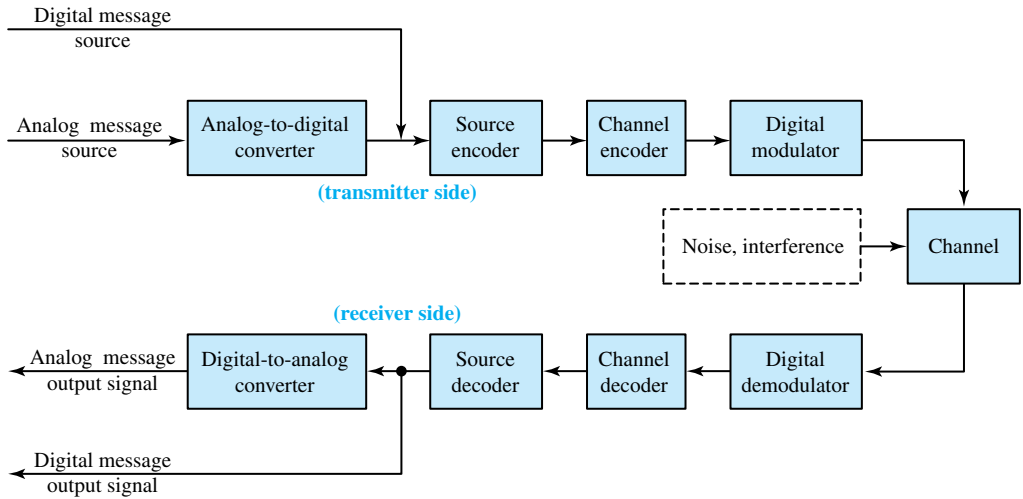 Digital message
source
Analog message
source
Analog-to-digital
converter
Source
encoder
Channel
encoder
Digital
modulator
(transmitter side)
Noise, interference
Channel
(receiver side)
Analog message
output signal
Digital-to-analog
converter
Source
decoder
Channel
decoder
Digital
demodulator
Digital message
output signal